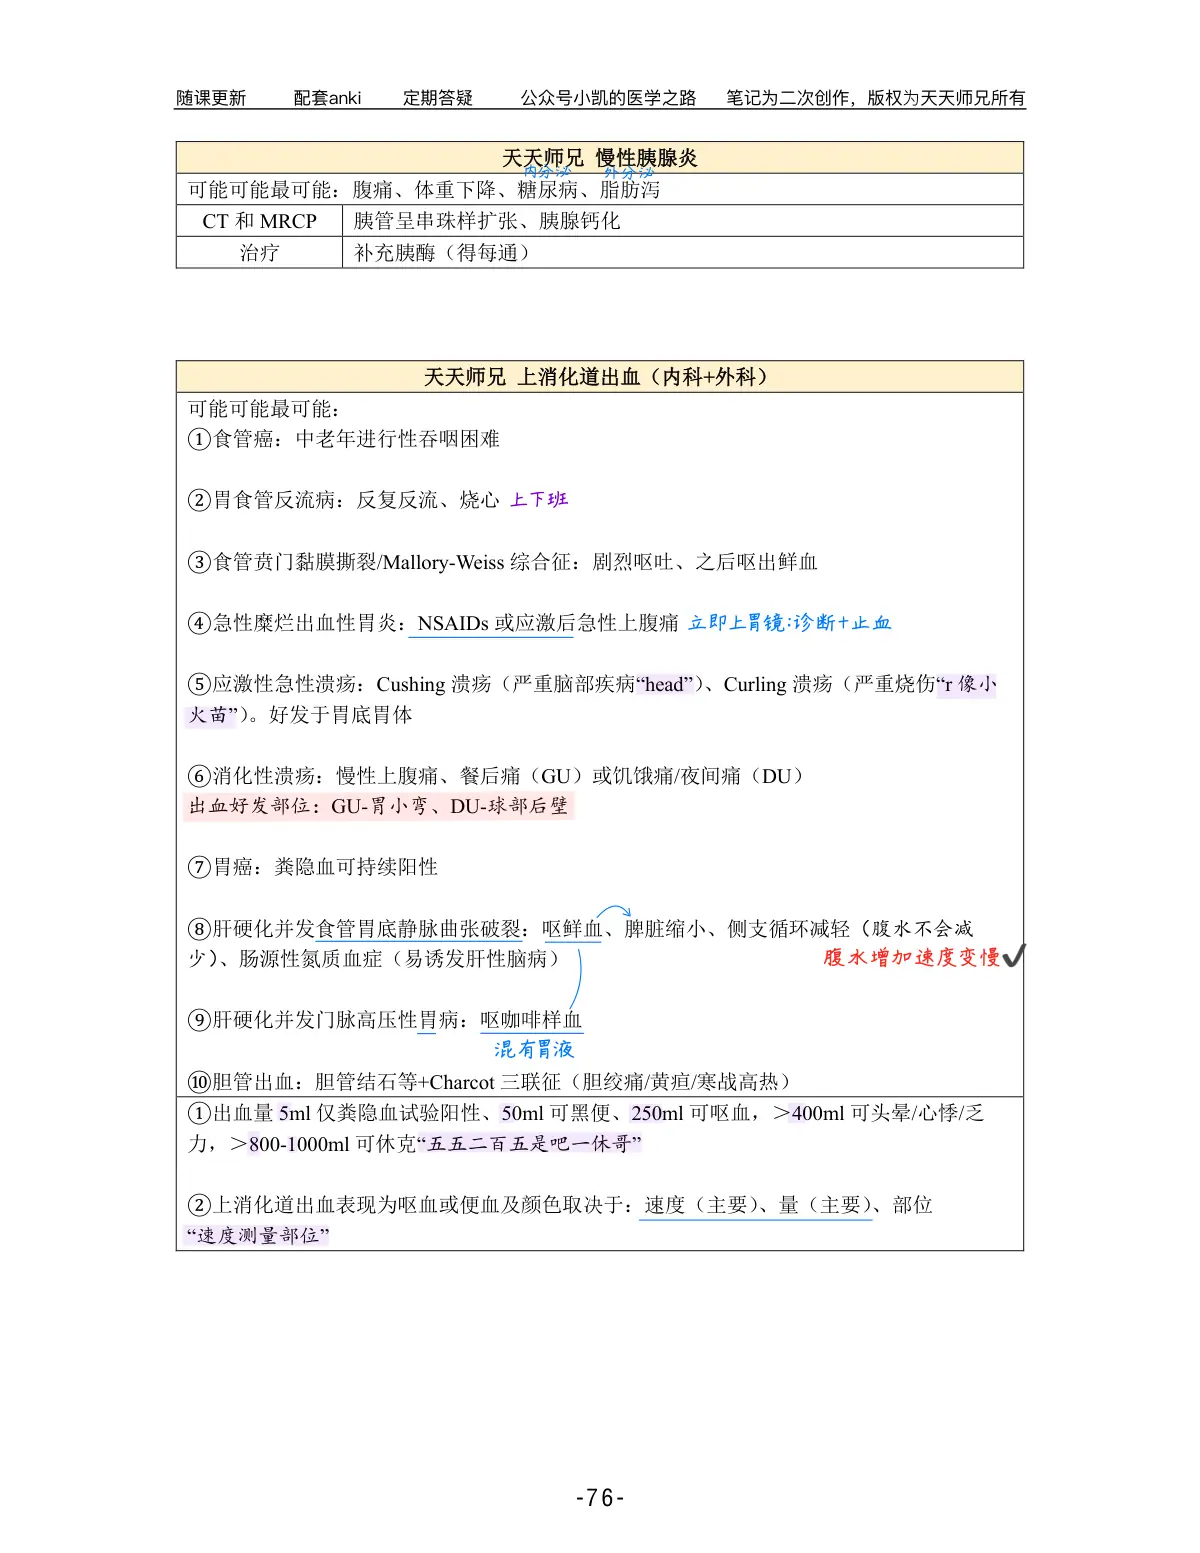 随课更新 配套anki 定期答疑 公众号小凯的医学之路 笔记为二次创作，版权为天天师兄所有
天天师兄 慢性胰腺炎
内分泌 外分泌
可能可能最可能：腹痛、体重下降、糖尿病、脂肪泻
CT 和 MRCP 胰管呈串珠样扩张、胰腺钙化
治疗 补充胰酶（得每通）
天天师兄 上消化道出血（内科+外科）
可能可能最可能：
①食管癌：中老年进行性吞咽困难
②胃食管反流病：反复反流、烧心 上下班
③食管贲门黏膜撕裂/Mallory-Weiss 综合征：剧烈呕吐、之后呕出鲜血
④急性糜烂出血性胃炎：NSAIDs 或应激后急性上腹痛 立即上胃镜:诊断+止血
⑤应激性急性溃疡：Cushing 溃疡（严重脑部疾病“head”）、Curling 溃疡（严重烧伤“r 像小
火苗”）。好发于胃底胃体
⑥消化性溃疡：慢性上腹痛、餐后痛（GU）或饥饿痛/夜间痛（DU）
出血好发部位：GU-胃小弯、DU-球部后壁
⑦胃癌：粪隐血可持续阳性
⑧肝硬化并发食管胃底静脉曲张破裂：呕鲜血、脾脏缩小、侧支循环减轻（腹水不会减
少）、肠源性氮质血症（易诱发肝性脑病） 腹水增加速度变慢✔
⑨肝硬化并发门脉高压性胃病：呕咖啡样血
混有胃液
⑩胆管出血：胆管结石等+Charcot 三联征（胆绞痛/黄疸/寒战高热）
①出血量 5ml 仅粪隐血试验阳性、50ml 可黑便、250ml 可呕血，＞400ml 可头晕/心悸/乏
力，＞800-1000ml 可休克“五五二百五是吧一休哥”
②上消化道出血表现为呕血或便血及颜色取决于：速度（主要）、量（主要）、部位
“速度测量部位”
-76-